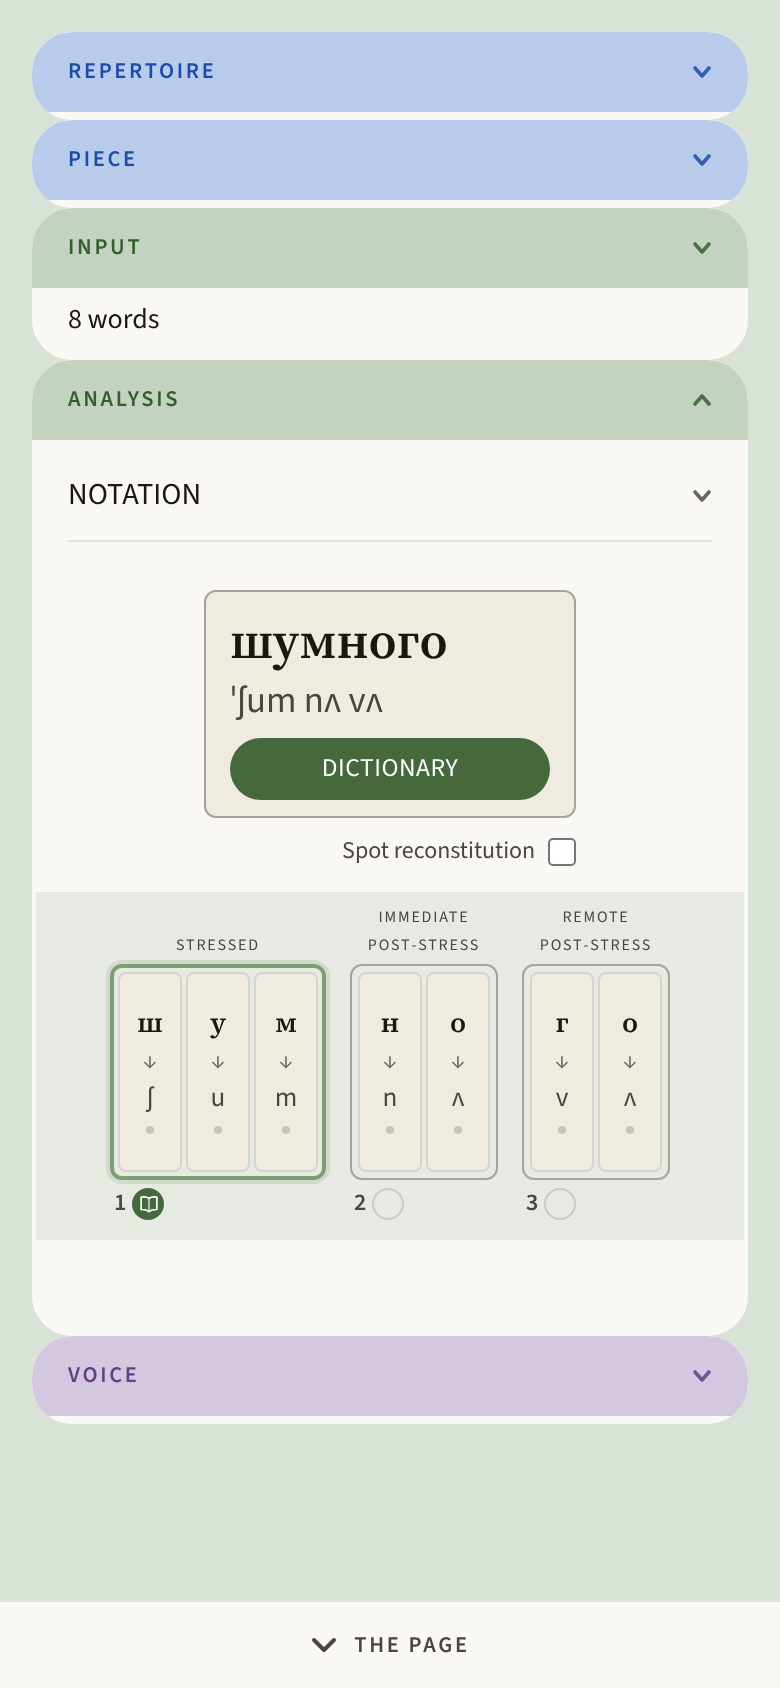 REPERTOIRE
PIECE
INPUT
8 words
ANALYSIS
NOTATION
шумного
ˈʃum nʌ vʌ
DICTIONARY
Spot reconstitution
STRESSED
IMMEDIATE
POST-STRESS
REMOTE
POST-STRESS
ш у м н о г о
↓ ↓ ↓ ↓ ↓ ↓ ↓
ʃ u m n ʌ v ʌ
1 2 3
VOICE
THE PAGE